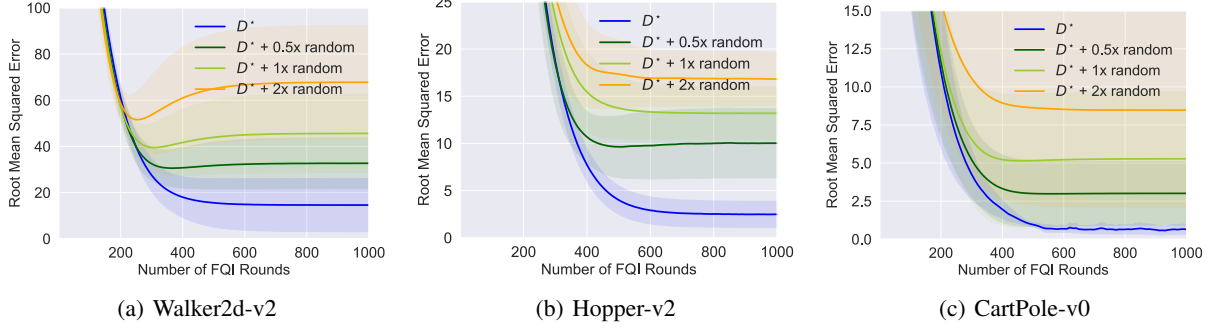 Root Mean Squared Error
100
80
60
40
20
0
D*
D* + 0.5x random
D* + 1x random
D* + 2x random
200 400 600 800 1000
Number of FQI Rounds
(a) Walker2d-v2
Root Mean Squared Error
25
20
15
10
5
0
D*
D* + 0.5x random
D* + 1x random
D* + 2x random
200 400 600 800 1000
Number of FQI Rounds
(b) Hopper-v2
Root Mean Squared Error
15.0
12.5
10.0
7.5
5.0
2.5
0.0
D*
D* + 0.5x random
D* + 1x random
D* + 2x random
200 400 600 800 1000
Number of FQI Rounds
(c) CartPole-v0